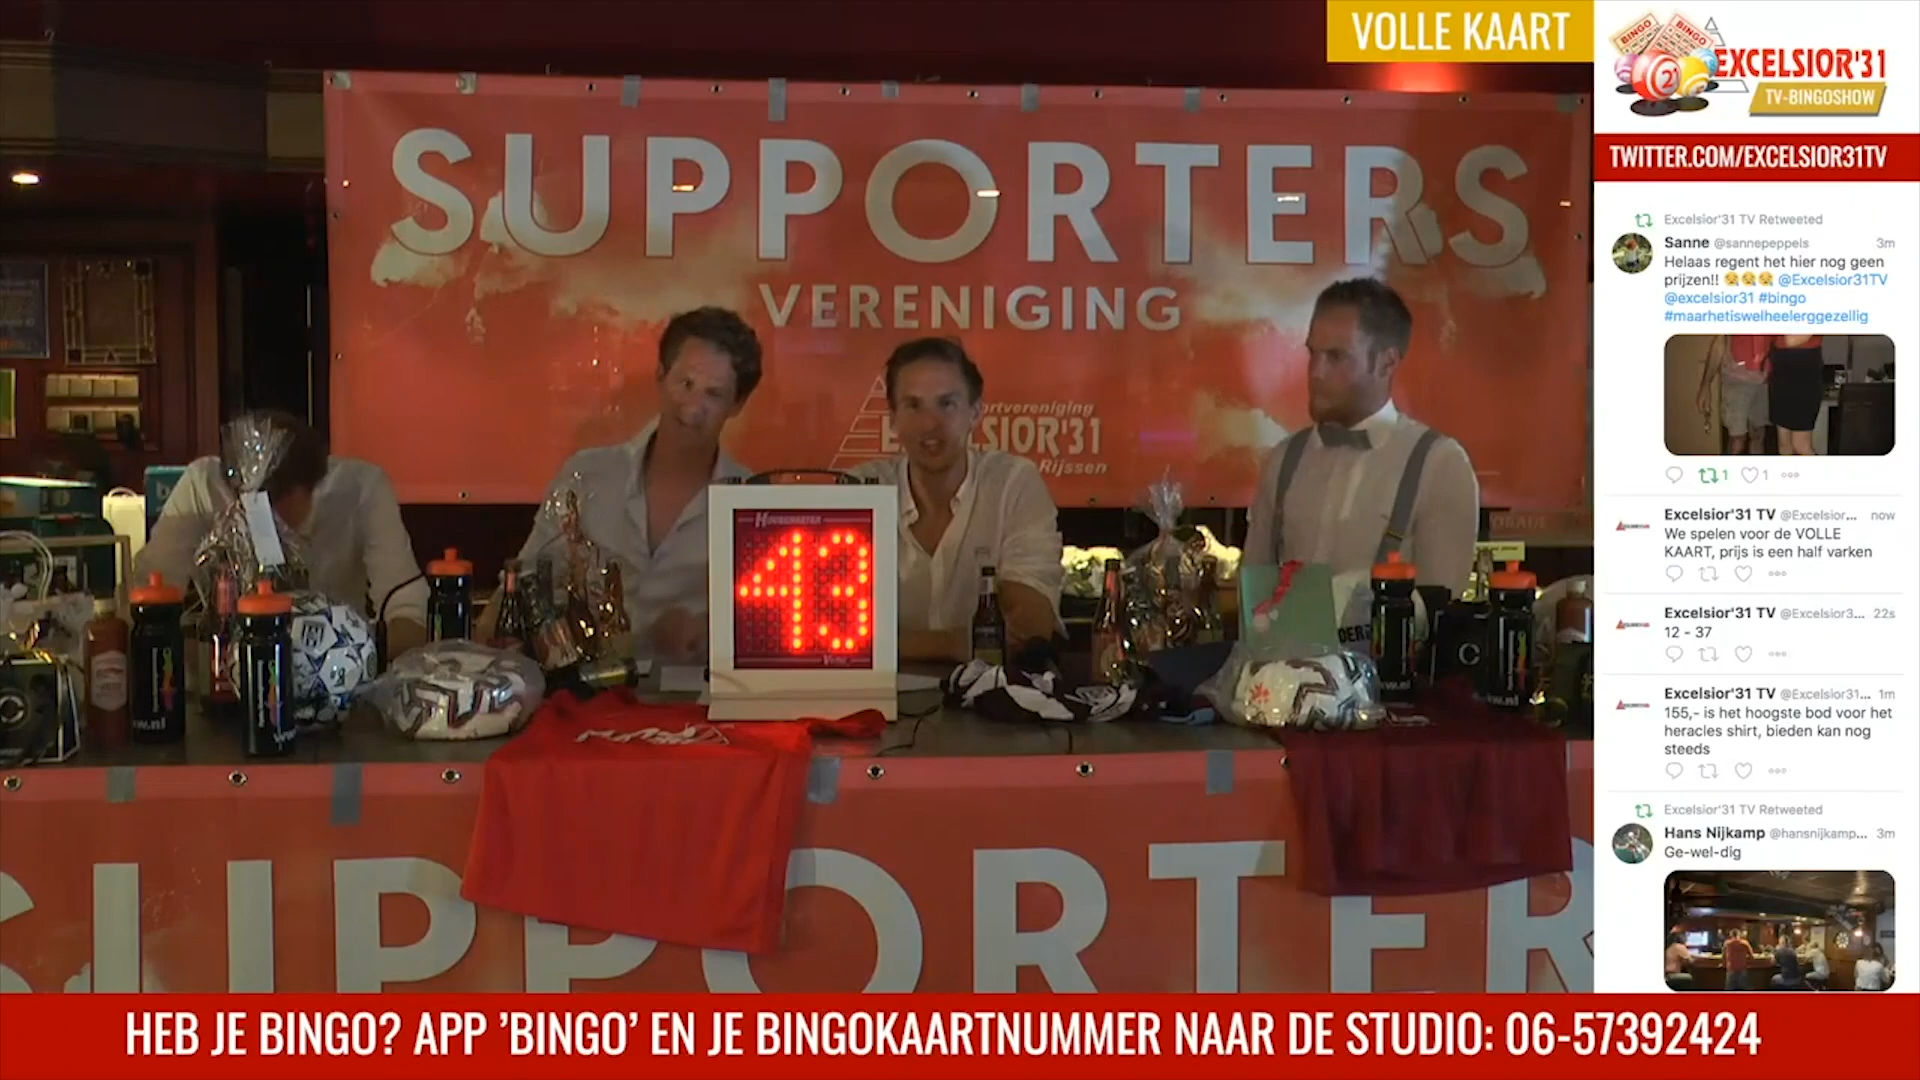 VOLLE KAART
BINGO
BINGO
2
EXCELSIOR'31
TV-BINGOSHOW
TWITTER.COM/EXCELSIOR31TV
SUPPORTERS
VERENIGING
EXCELSIOR'31
Rijssen
43
SUPPORTER
Excelsior'31 TV Retweeted
Sanne @sannepeppels 3m
Helaas regent het hier nog geen
prijzen!! 😫😫😫 @Excelsior31TV
@excelsior31 #bingo
#maarhetiswelheelerggezellig
1 1
Excelsior'31 TV @Excelsior... now
We spelen voor de VOLLE
KAART, prijs is een half varken
Excelsior'31 TV @Excelsior3... 22s
12 - 37
Excelsior'31 TV @Excelsior31... 1m
155,- is het hoogste bod voor het
heracles shirt, bieden kan nog
steeds
Excelsior'31 TV Retweeted
Hans Nijkamp @hansnijkamp... 3m
Ge-wel-dig
HEB JE BINGO? APP 'BINGO' EN JE BINGOKAARTNUMMER NAAR DE STUDIO: 06-57392424